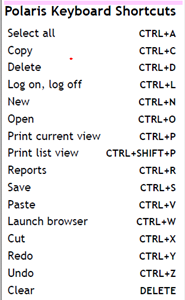 Polaris Keyboard Shortcuts
Select all CTRL+A
Copy CTRL+C
Delete CTRL+D
Log on, log off CTRL+L
New CTRL+N
Open CTRL+O
Print current view CTRL+P
Print list view CTRL+SHIFT+P
Reports CTRL+R
Save CTRL+S
Paste CTRL+V
Launch browser CTRL+W
Cut CTRL+X
Redo CTRL+Y
Undo CTRL+Z
Clear DELETE